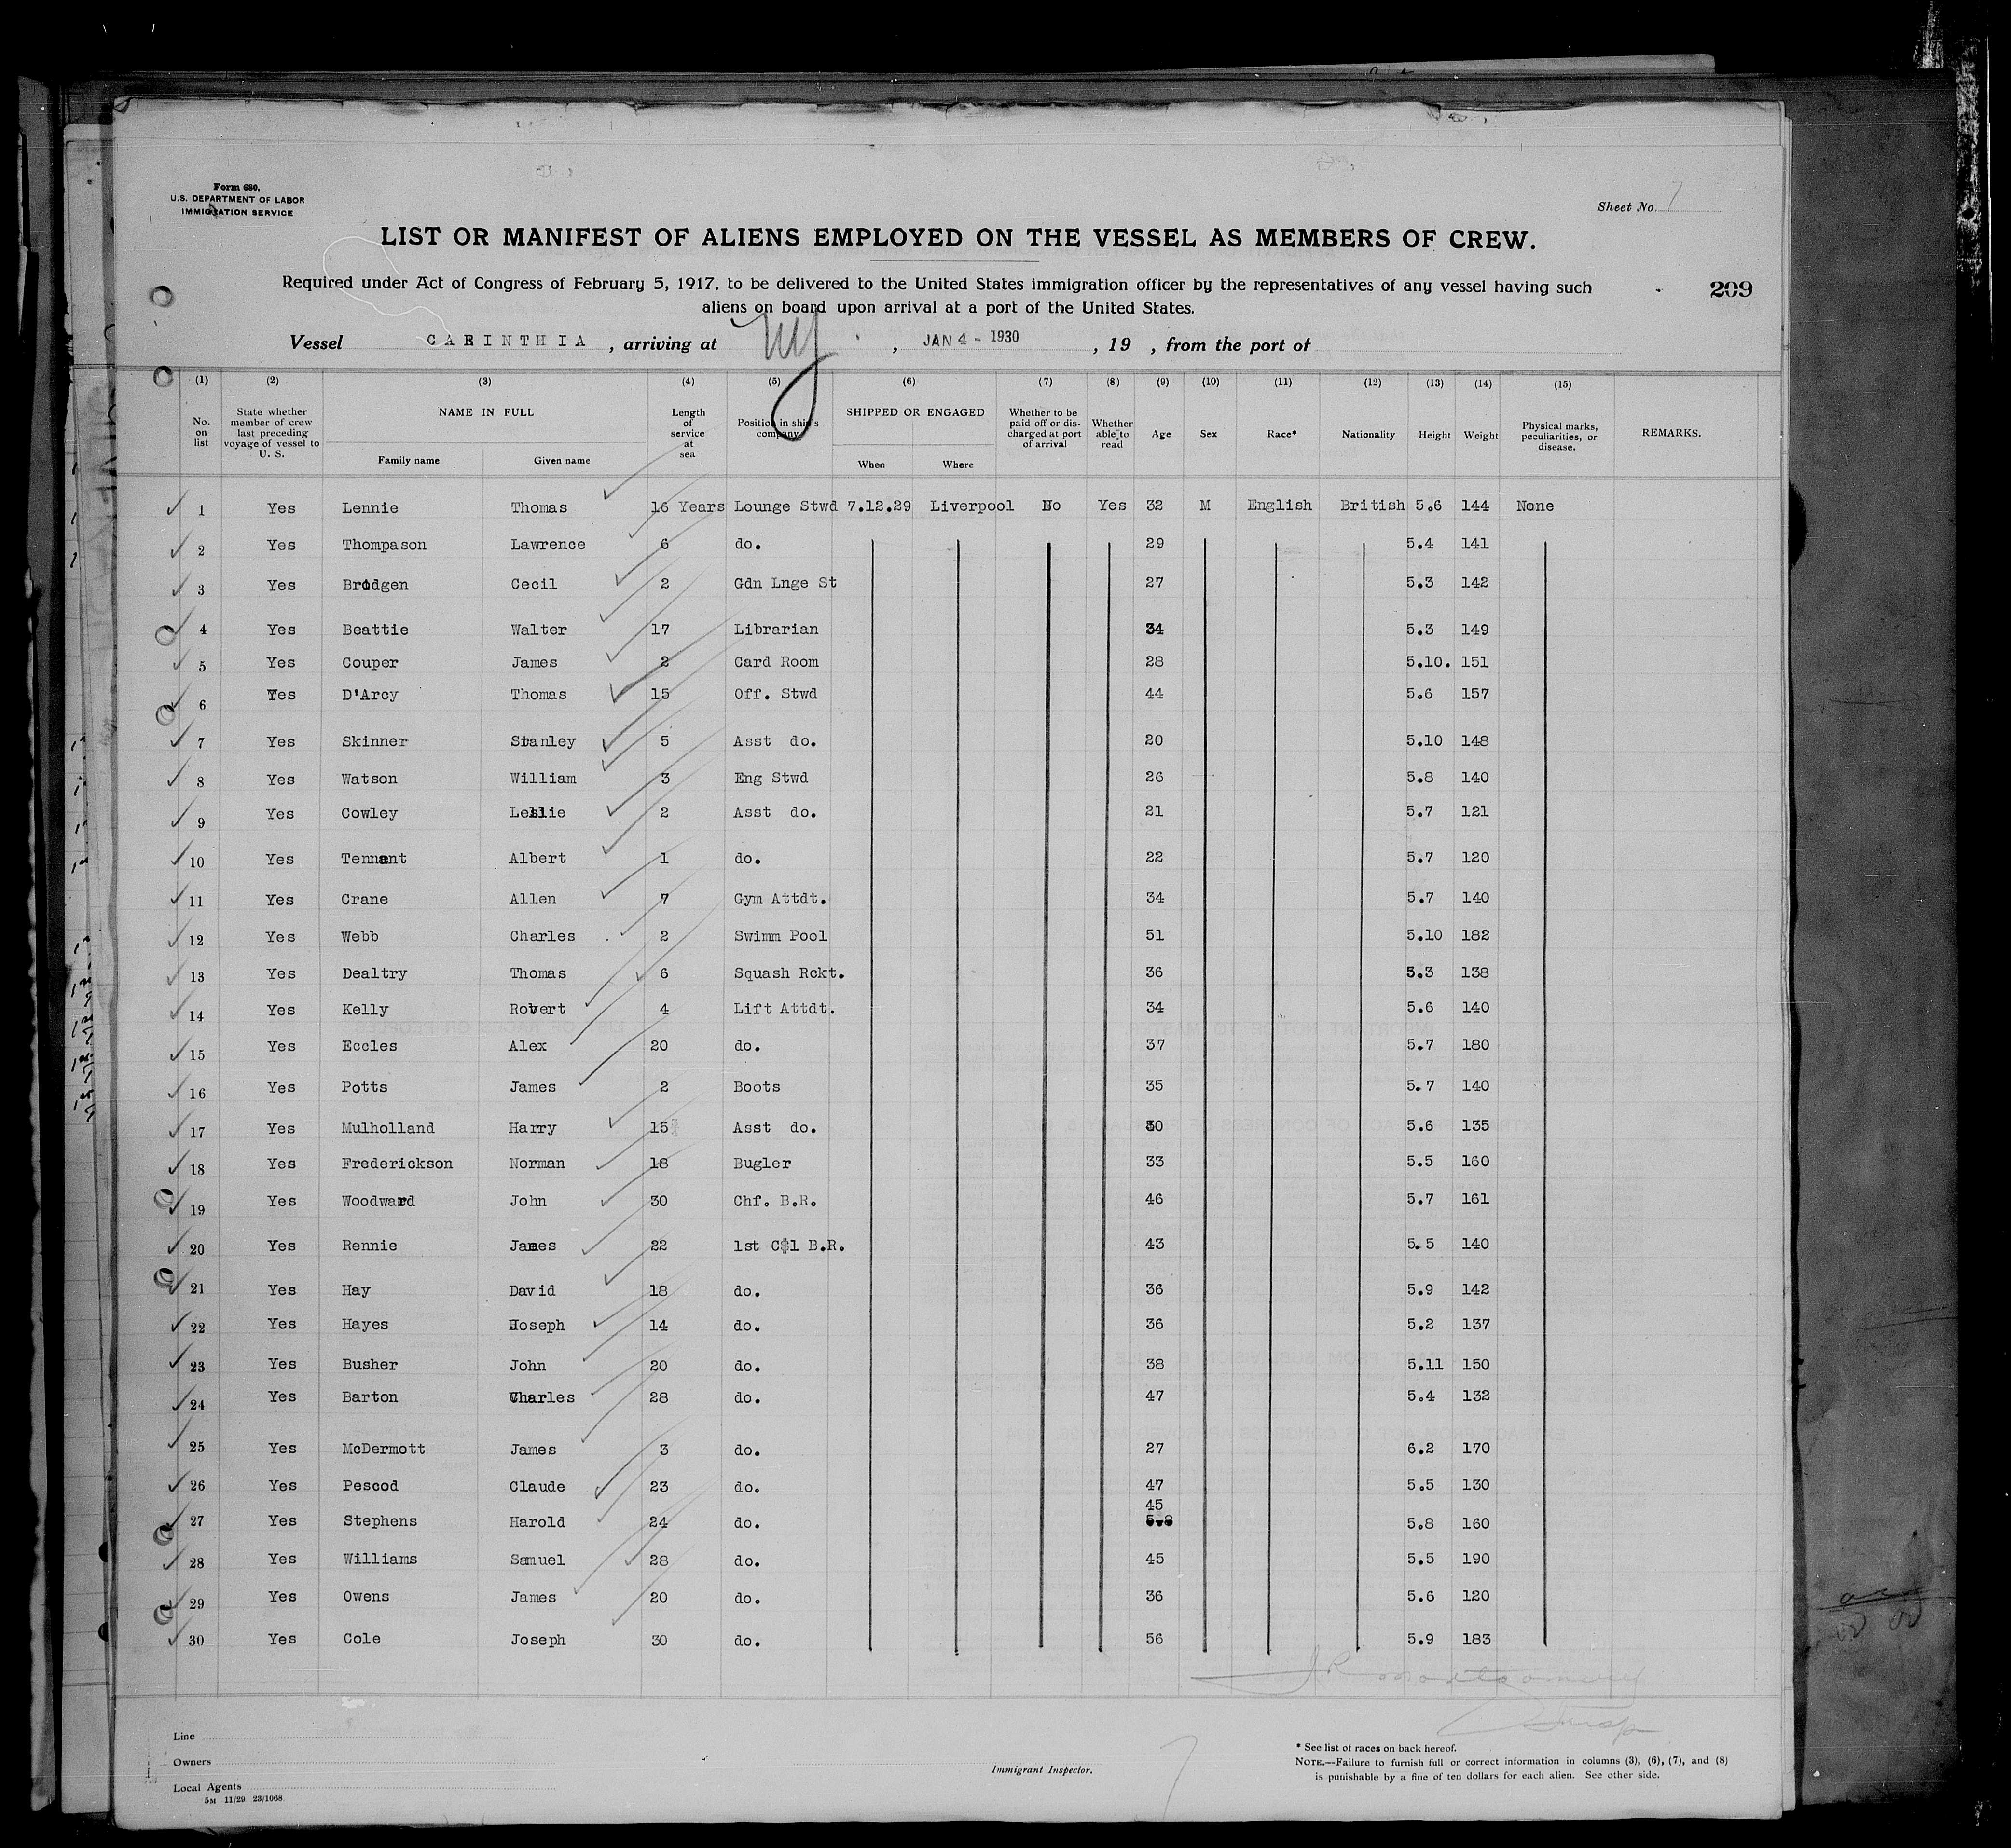 Form 680.
U.S. DEPARTMENT OF LABOR
IMMIGRATION SERVICE
Sheet No. 7
LIST OR MANIFEST OF ALIENS EMPLOYED ON THE VESSEL AS MEMBERS OF CREW.
Required under Act of Congress of February 5, 1917, to be delivered to the United States immigration officer by the representatives of any vessel having such
aliens on board upon arrival at a port of the United States.
209
Vessel CARINTHIA , arriving at NY , JAN 4 - 1930 , 19 , from the port of
(1) (2) (3) (4) (5) (6) (7) (8) (9) (10) (11) (12) (13) (14) (15)
No. on list State whether member of crew last preceding voyage of vessel to U. S. NAME IN FULL Family name Given name Length of service at sea Position in ship's company SHIPPED OR ENGAGED When Where Whether to be paid off or discharged at port of arrival Whether able to read Age Sex Race* Nationality Height Weight Physical marks, peculiarities, or disease. REMARKS.
1 Yes Lennie Thomas 16 Years Lounge Stwd 7.12.29 Liverpool No Yes 32 M English British 5.6 144 None
2 Yes Thompason Lawrence 6 do. 29 5.4 141
3 Yes Brodgen Cecil 2 Gdn Lnge St 27 5.3 142
4 Yes Beattie Walter 17 Librarian 34 5.3 149
5 Yes Couper James 2 Card Room 28 5.10. 151
6 Yes D'Arcy Thomas 15 Off. Stwd 44 5.6 157
7 Yes Skinner Stanley 5 Asst do. 20 5.10 148
8 Yes Watson William 3 Eng Stwd 26 5.8 140
9 Yes Cowley Leslie 2 Asst do. 21 5.7 121
10 Yes Tennant Albert 1 do. 22 5.7 120
11 Yes Crane Allen 7 Gym Attdt. 34 5.7 140
12 Yes Webb Charles 2 Swimm Pool 51 5.10 182
13 Yes Dealtry Thomas 6 Squash Rckt. 36 5.3 138
14 Yes Kelly Robert 4 Lift Attdt. 34 5.6 140
15 Yes Eccles Alex 20 do. 37 5.7 180
16 Yes Potts James 2 Boots 35 5.7 140
17 Yes Mulholland Harry 15 Asst do. 30 5.6 135
18 Yes Frederickson Norman 18 Bugler 33 5.5 160
19 Yes Woodward John 30 Chf. B.R. 46 5.7 161
20 Yes Rennie James 22 1st Cl B.R. 43 5.5 140
21 Yes Hay David 18 do. 36 5.9 142
22 Yes Hayes Joseph 14 do. 36 5.2 137
23 Yes Busher John 20 do. 38 5.11 150
24 Yes Barton Charles 28 do. 47 5.4 132
25 Yes McDermott James 3 do. 27 6.2 170
26 Yes Pescod Claude 23 do. 47 5.5 130
27 Yes Stephens Harold 24 do. 45 5.8 160
28 Yes Williams Samuel 28 do. 45 5.5 190
29 Yes Owens James 20 do. 36 5.6 120
30 Yes Cole Joseph 30 do. 56 5.9 183
Line
Owners
Local Agents
5M 11/29 23/1068
Immigrant Inspector.
* See list of races on back hereof.
NOTE.—Failure to furnish full or correct information in columns (3), (6), (7), and (8)
is punishable by a fine of ten dollars for each alien. See other side.